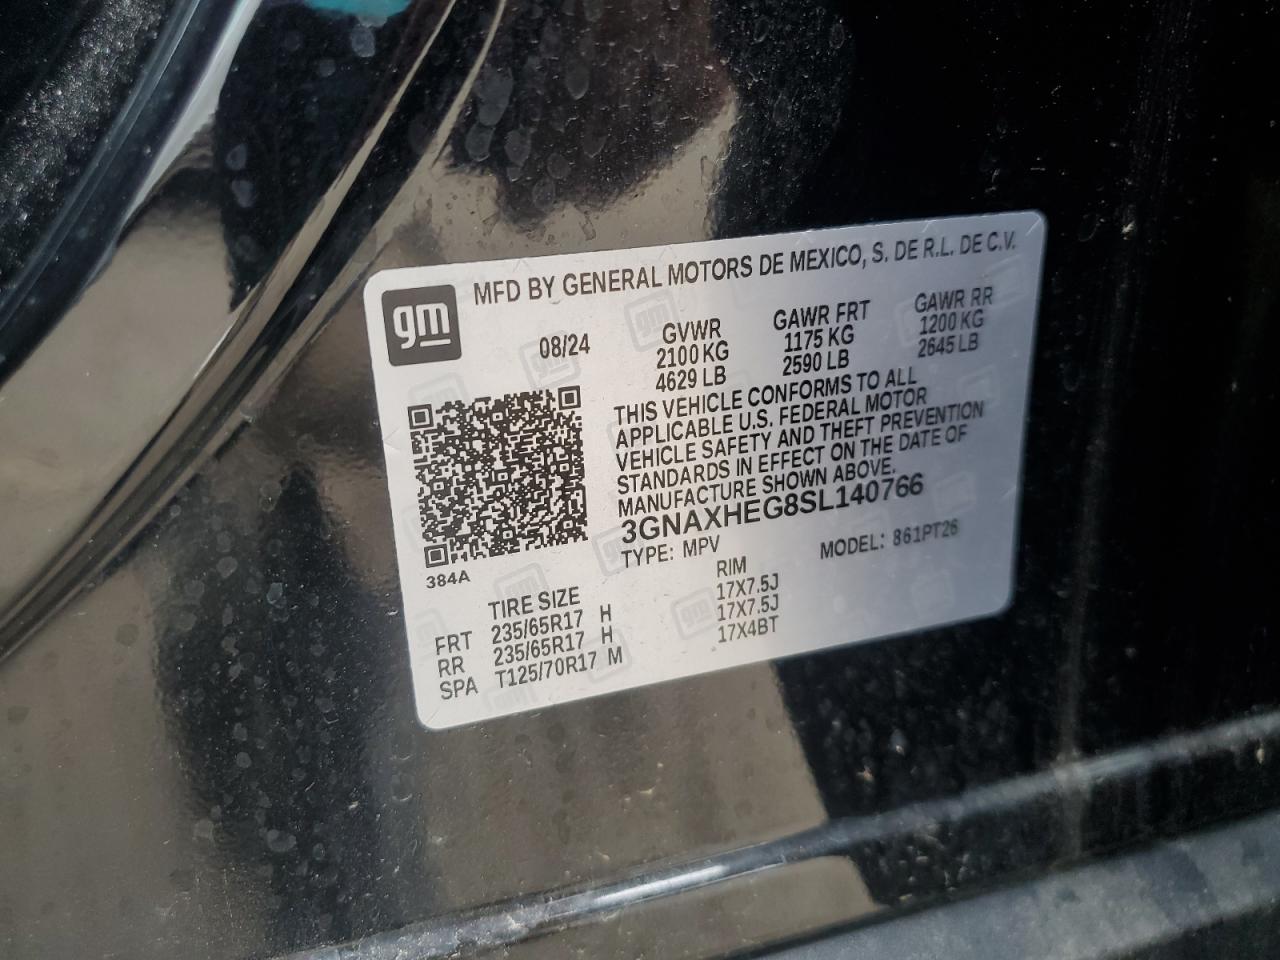 gm
MFD BY GENERAL MOTORS DE MEXICO, S. DE R.L. DE C.V.
08/24
GVWR GAWR FRT GAWR RR
2100 KG 1175 KG 1200 KG
4629 LB 2590 LB 2645 LB
THIS VEHICLE CONFORMS TO ALL
APPLICABLE U.S. FEDERAL MOTOR
VEHICLE SAFETY AND THEFT PREVENTION
STANDARDS IN EFFECT ON THE DATE OF
MANUFACTURE SHOWN ABOVE.
3GNAXHEG8SL140766
TYPE: MPV MODEL: 861PT26
384A
TIRE SIZE RIM
FRT 235/65R17 H 17X7.5J
RR 235/65R17 H 17X7.5J
SPA T125/70R17 M 17X4BT